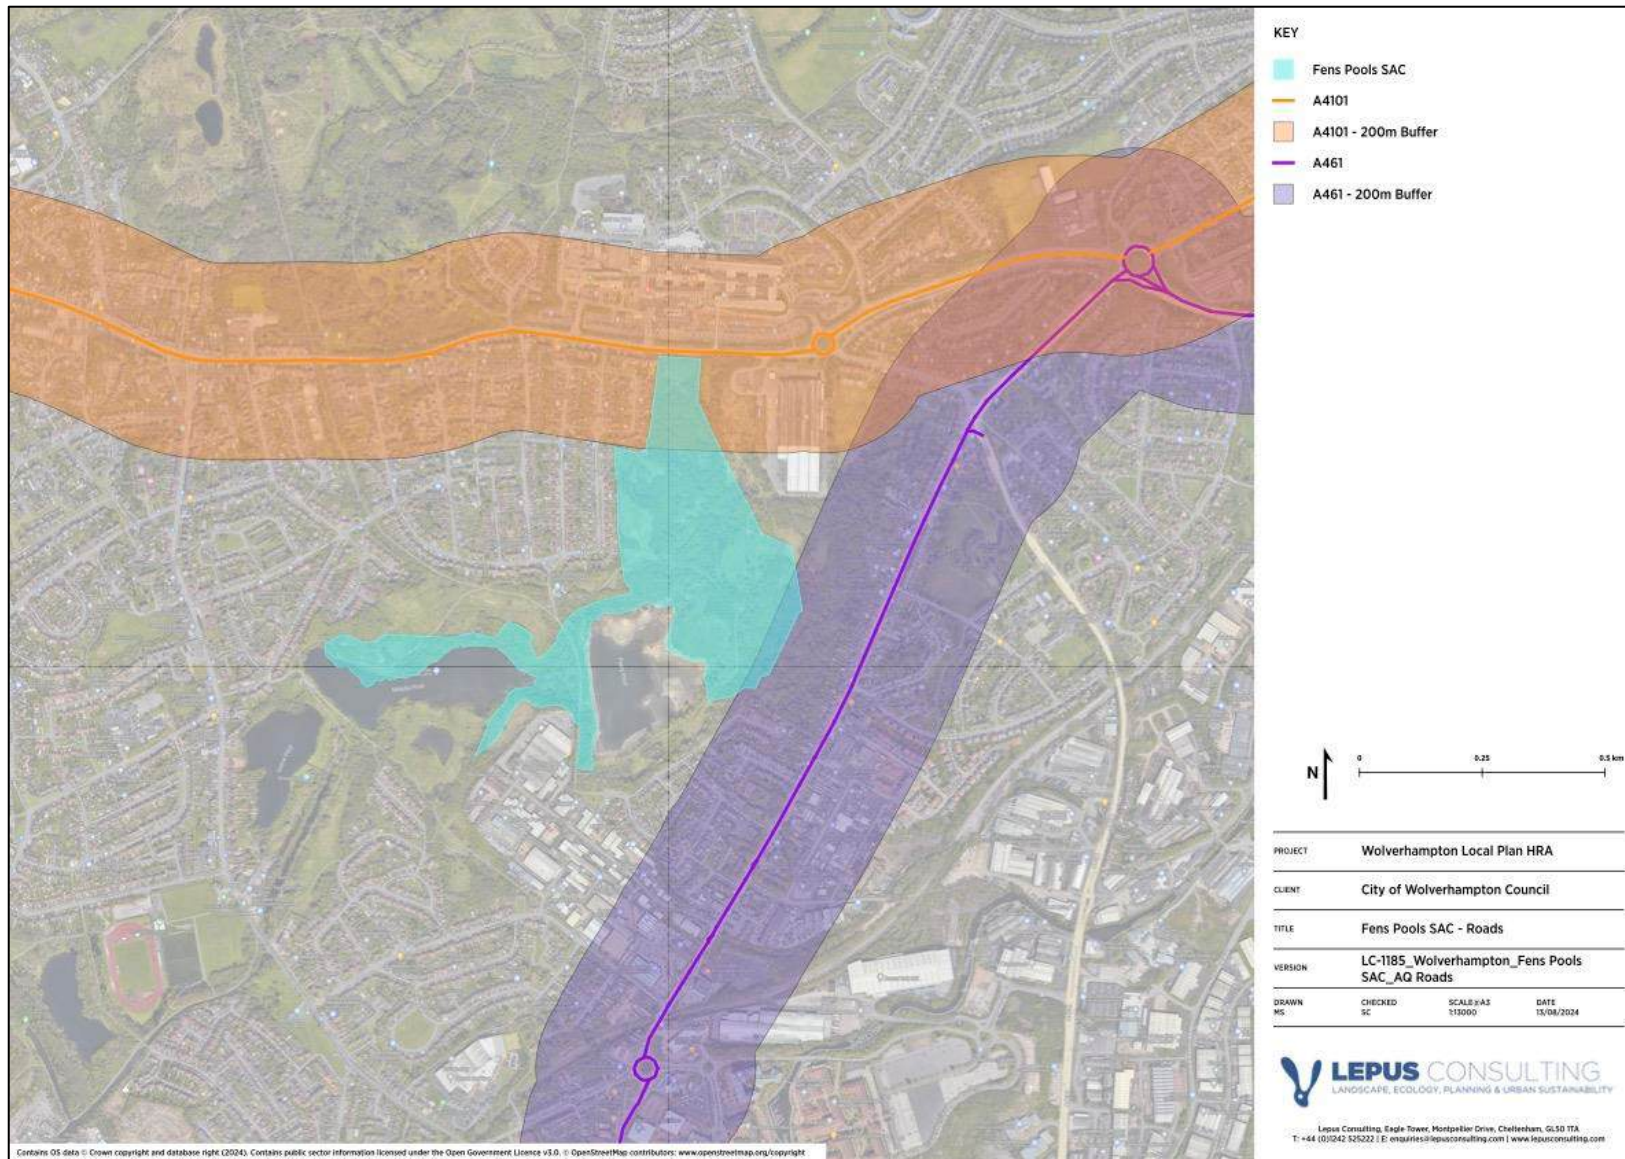 KEY
Fens Pools SAC
A4101
A4101 - 200m Buffer
A461
A461 - 200m Buffer
N
0 0.25 0.5 km
PROJECT Wolverhampton Local Plan HRA
CLIENT City of Wolverhampton Council
TITLE Fens Pools SAC - Roads
VERSION LC-1185_Wolverhampton_Fens Pools
SAC_AQ Roads
DRAWN CHECKED SCALE@A3 DATE
MS SC 1:13000 13/08/2024
LEPUS CONSULTING
LANDSCAPE, ECOLOGY, PLANNING & URBAN SUSTAINABILITY
Lepus Consulting, Eagle Tower, Montpellier Drive, Cheltenham, GL50 1TA
T: +44 (0)1242 525222 | E: enquiries@lepusconsulting.com | www.lepusconsulting.com
Contains OS data © Crown copyright and database right (2024). Contains public sector information licensed under the Open Government Licence v3.0. © OpenStreetMap contributors: www.openstreetmap.org/copyright